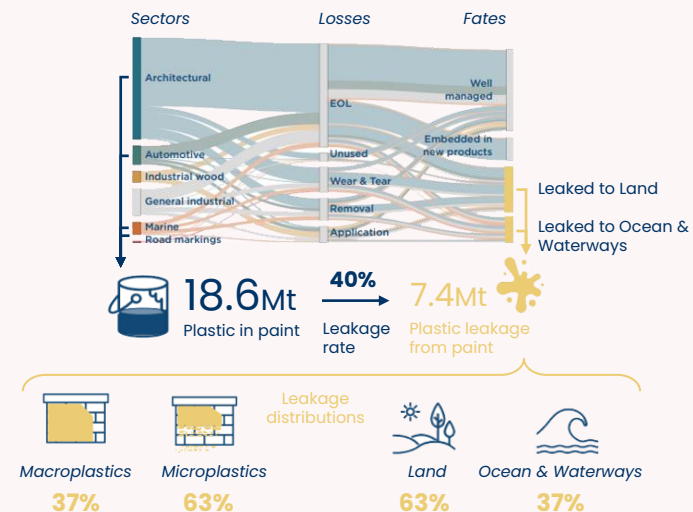 Sectors
Losses
Fates
Architectural
Automotive
Industrial wood
General industrial
Marine
Road markings
EOL
Unused
Wear & Tear
Removal
Application
Well
managed
Embedded in
new products
Leaked to Land
Leaked to Ocean &
Waterways
18.6Mt
Plastic in paint
40%
Leakage
rate
7.4Mt
Plastic leakage
from paint
Leakage
distributions
Macroplastics
37%
Microplastics
63%
Land
63%
Ocean & Waterways
37%